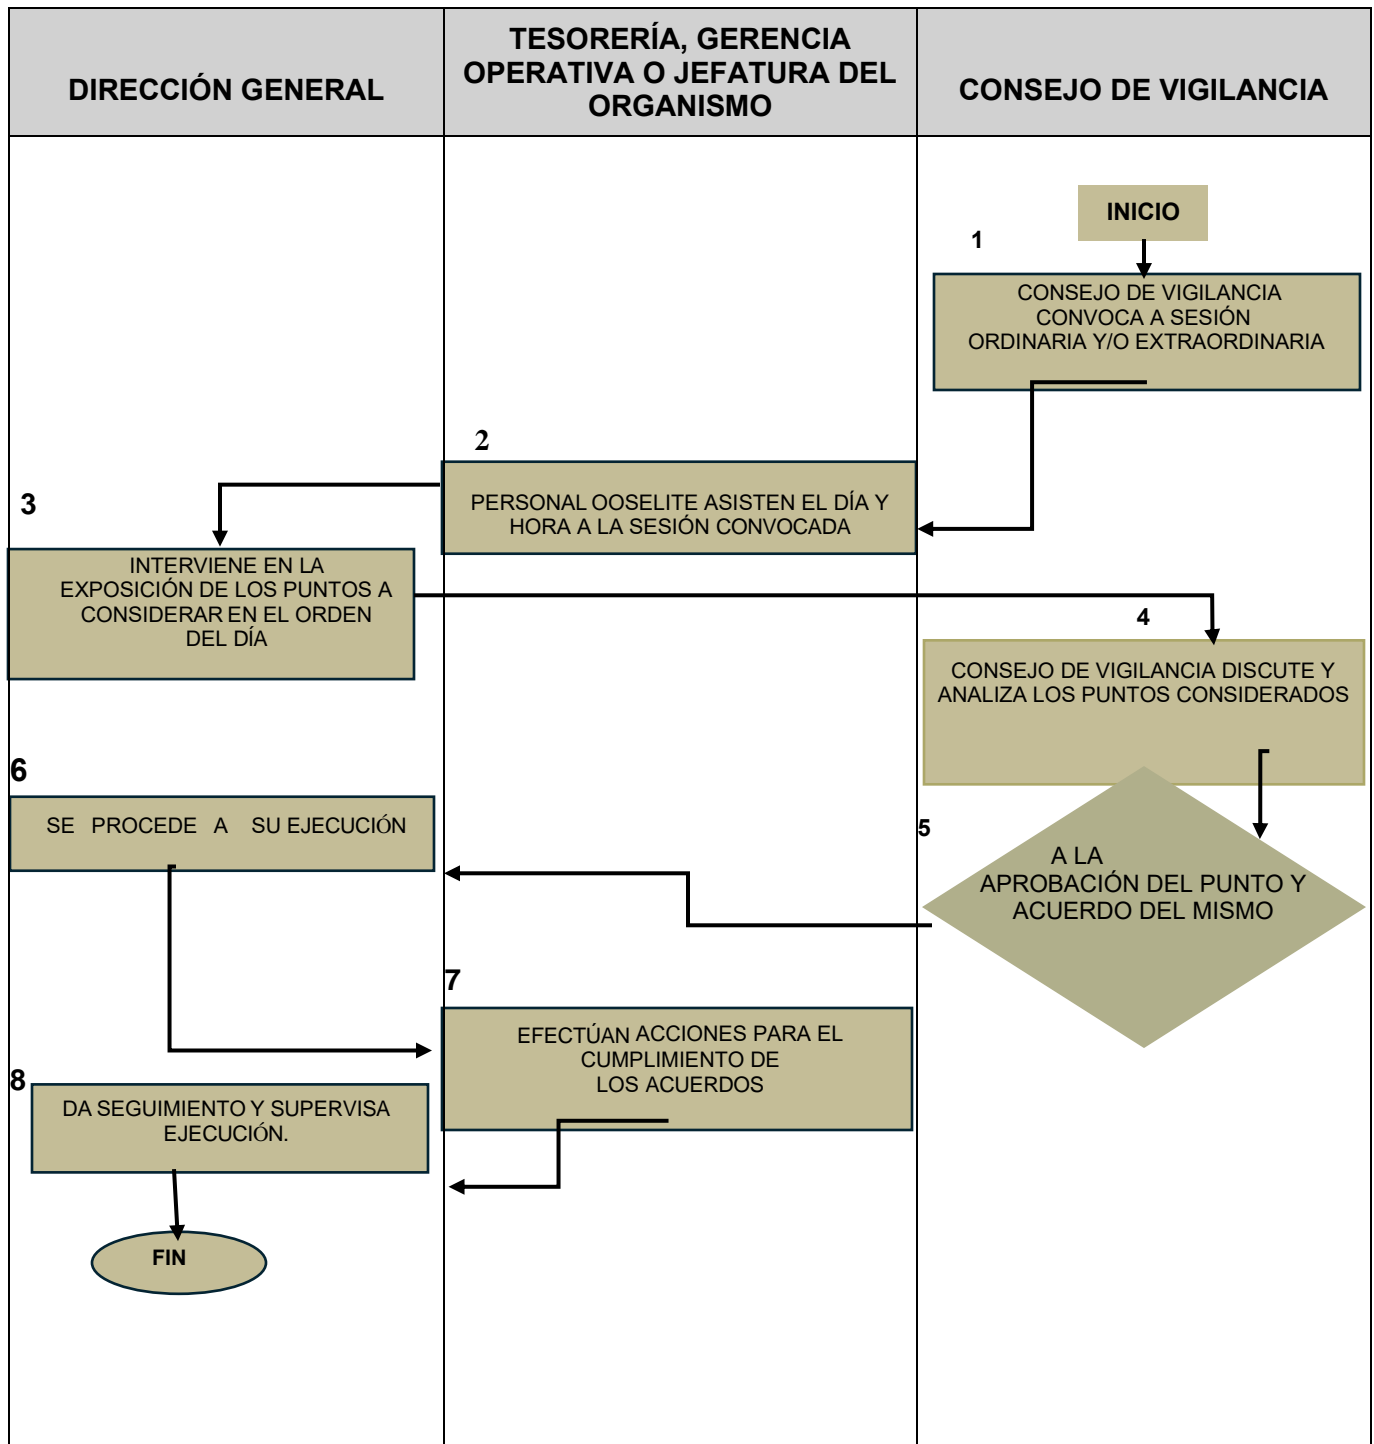 DIRECCIÓN GENERAL
TESORERÍA, GERENCIA
OPERATIVA O JEFATURA DEL
ORGANISMO
CONSEJO DE VIGILANCIA
INICIO
1
CONSEJO DE VIGILANCIA
CONVOCA A SESIÓN
ORDINARIA Y/O EXTRAORDINARIA
2
PERSONAL OOSELITE ASISTEN EL DÍA Y
HORA A LA SESIÓN CONVOCADA
3
INTERVIENE EN LA
EXPOSICIÓN DE LOS PUNTOS A
CONSIDERAR EN EL ORDEN
DEL DÍA
4
CONSEJO DE VIGILANCIA DISCUTE Y
ANALIZA LOS PUNTOS CONSIDERADOS
5
A LA
APROBACIÓN DEL PUNTO Y
ACUERDO DEL MISMO
6
SE PROCEDE A SU EJECUCIÓN
7
EFECTÚAN ACCIONES PARA EL
CUMPLIMIENTO DE
LOS ACUERDOS
8
DA SEGUIMIENTO Y SUPERVISA
EJECUCIÓN.
FIN